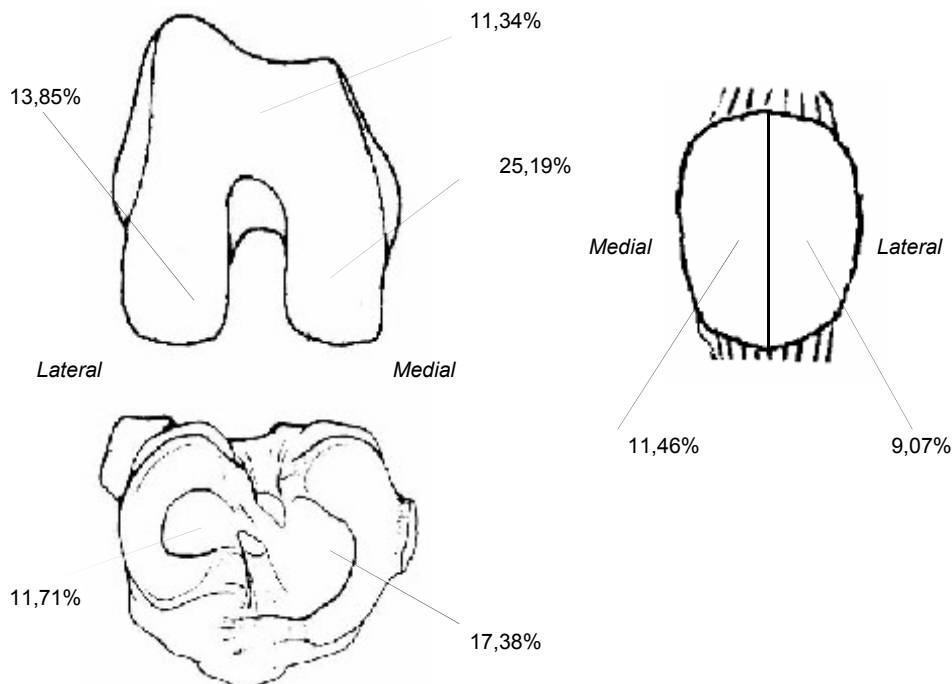 11,34%
13,85%
25,19%
Medial
Lateral
Lateral
Medial
11,46%
9,07%
11,71%
17,38%